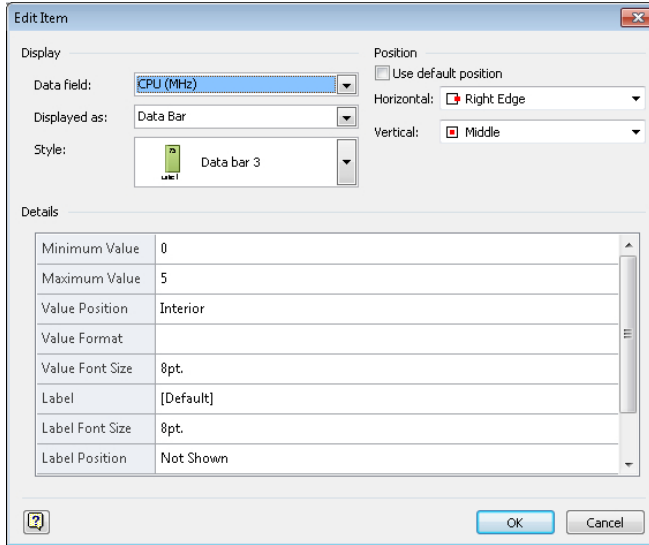 Edit Item
Display
Data field: CPU (MHz)
Displayed as: Data Bar
Style: Data bar 3
Position
Use default position
Horizontal: Right Edge
Vertical: Middle
Details
Minimum Value 0
Maximum Value 5
Value Position Interior
Value Format
Value Font Size 8pt.
Label [Default]
Label Font Size 8pt.
Label Position Not Shown
OK Cancel